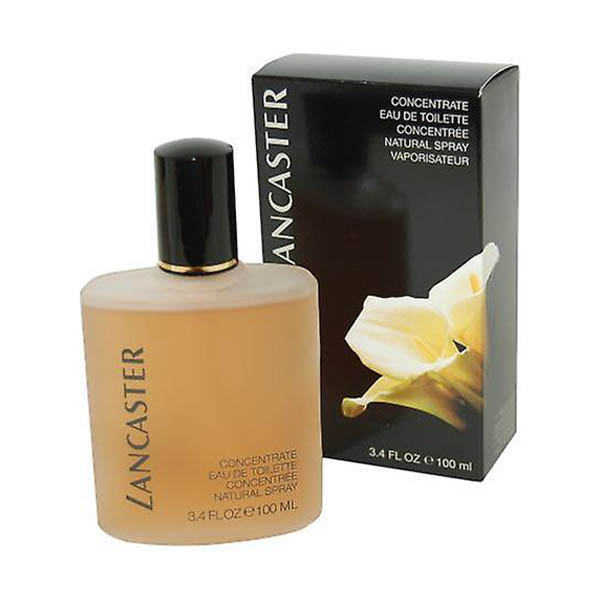 LANCASTER
CONCENTRATE
EAU DE TOILETTE
CONCENTRÉE
NATURAL SPRAY
VAPORISATEUR
3.4 FL OZ ℮ 100 ml
LANCASTER
CONCENTRATE
EAU DE TOILETTE
CONCENTRÉE
NATURAL SPRAY
3.4 FL OZ ℮ 100 ML